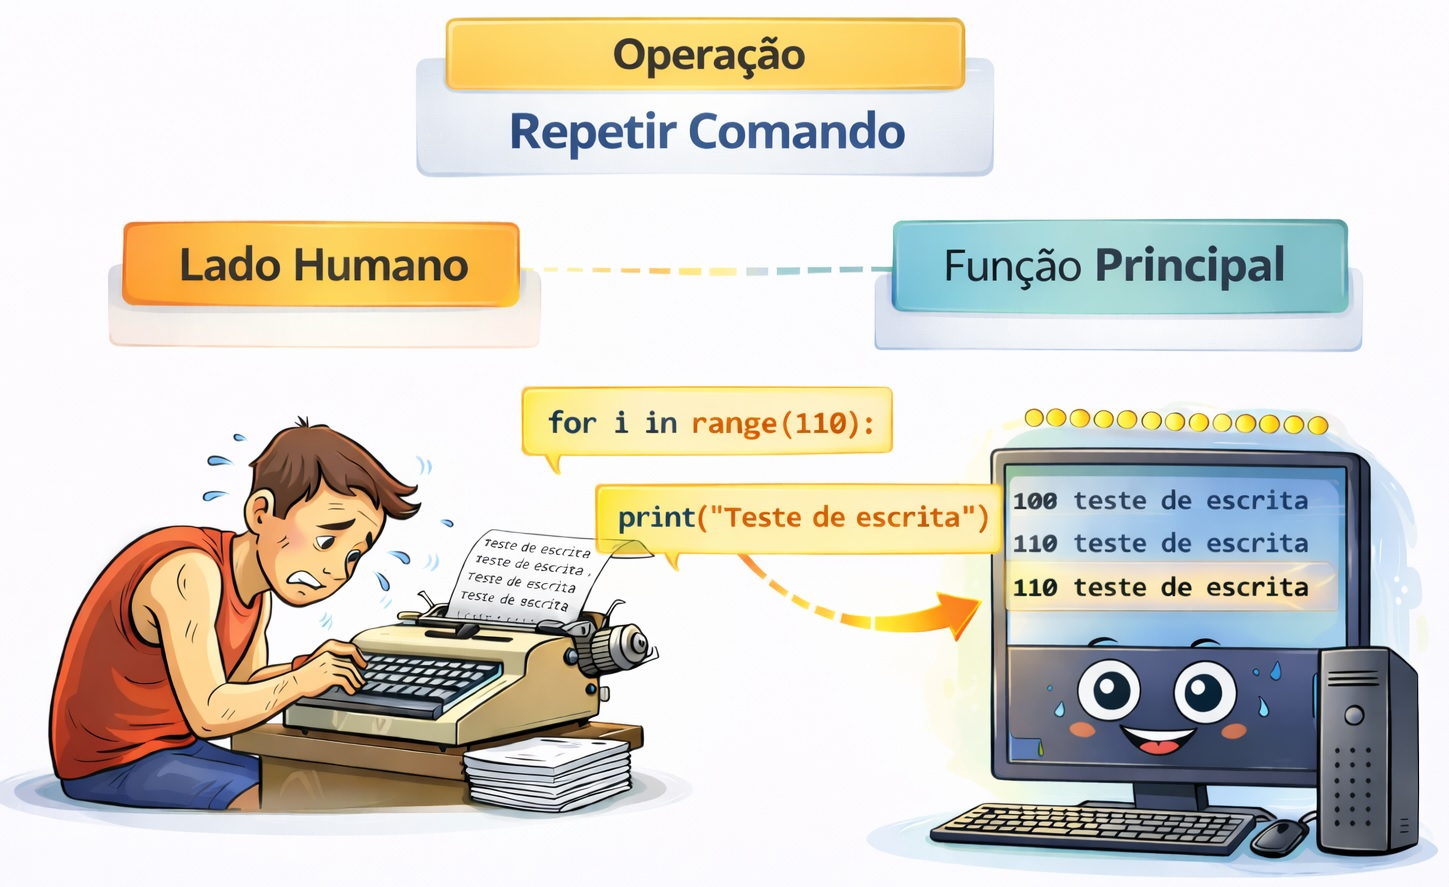 Operação
Repetir Comando
Lado Humano
Função Principal
for i in range(110):
print("Teste de escrita")
100 teste de escrita
110 teste de escrita
110 teste de escrita
Teste de escrita
Teste de escrita.
Teste de escrita
Teste de escrita